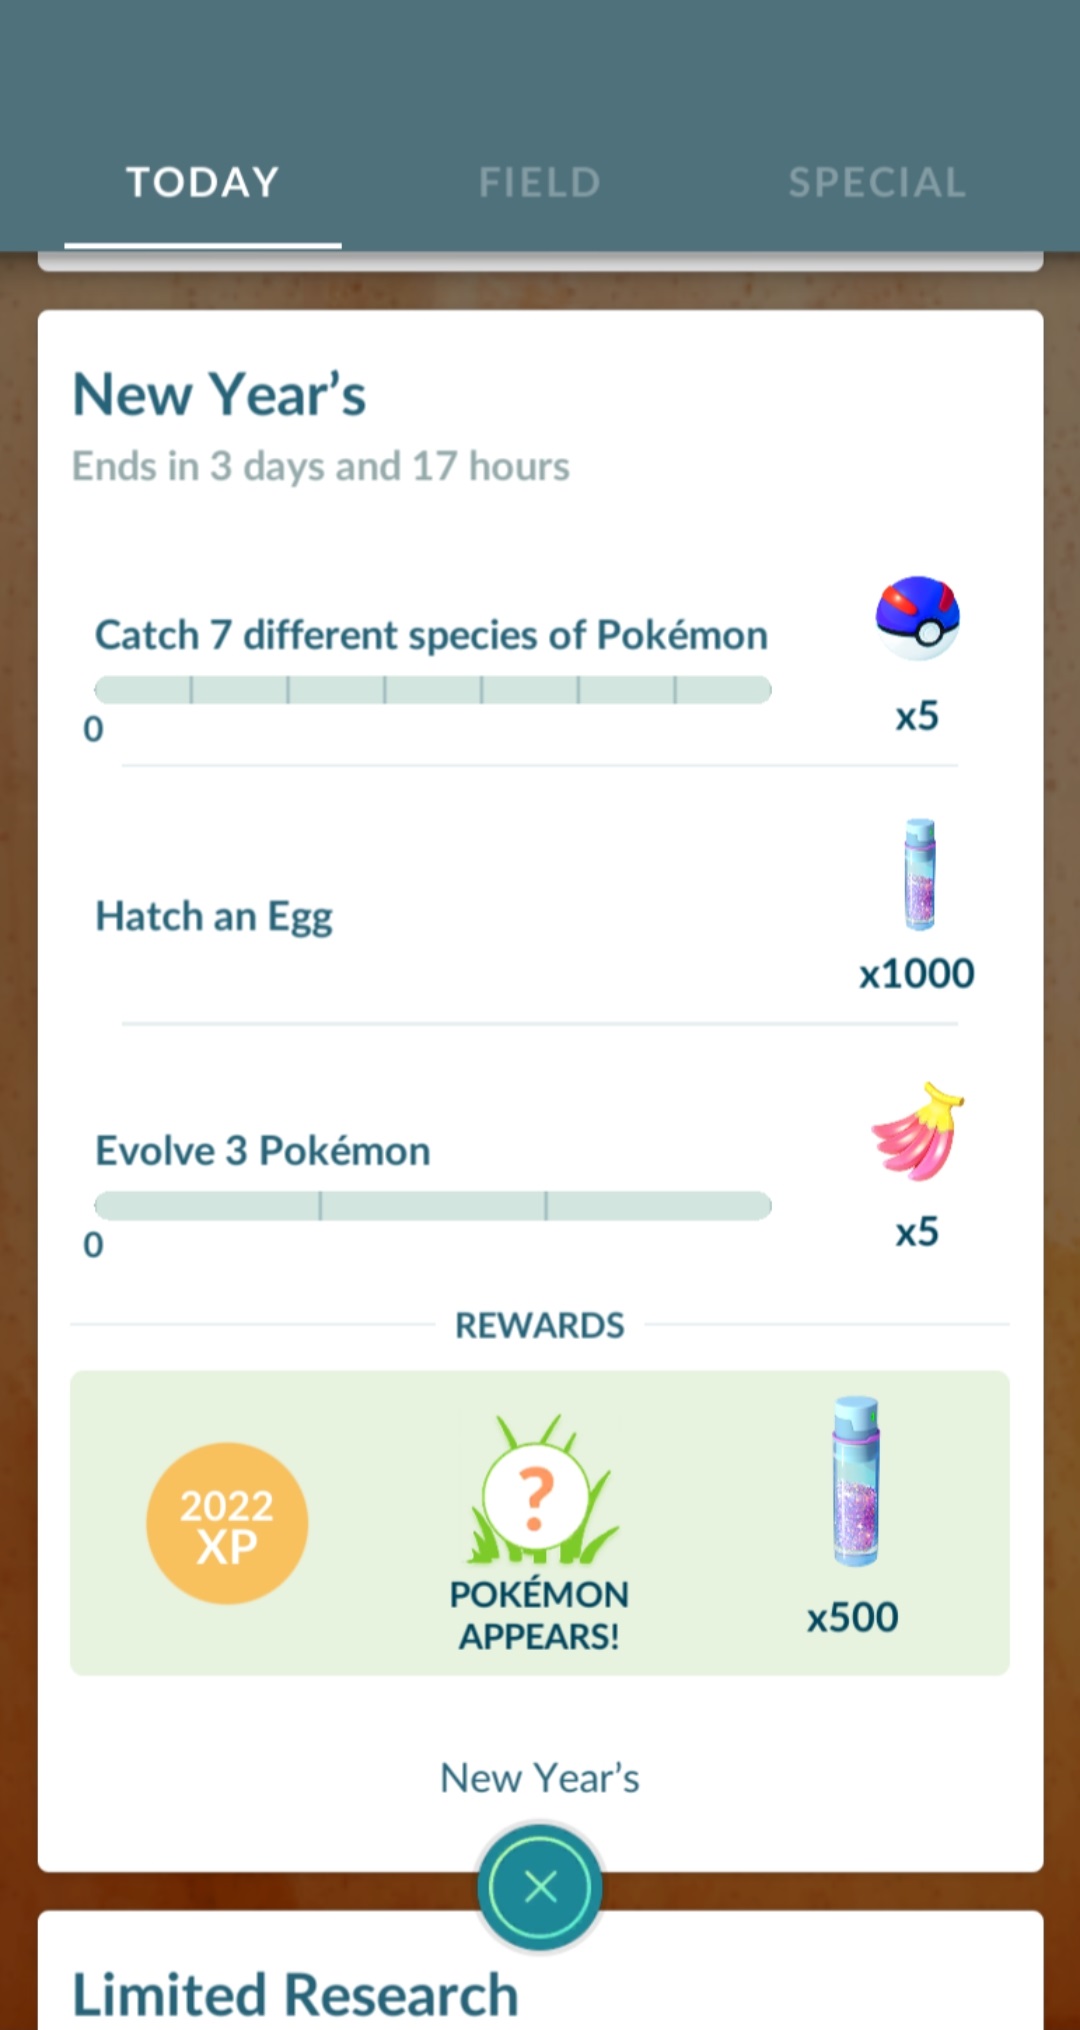 TODAY
FIELD
SPECIAL
New Year’s
Ends in 3 days and 17 hours
Catch 7 different species of Pokémon
0
x5
Hatch an Egg
x1000
Evolve 3 Pokémon
0
x5
REWARDS
2022
XP
?
POKÉMON
APPEARS!
x500
New Year’s
Limited Research